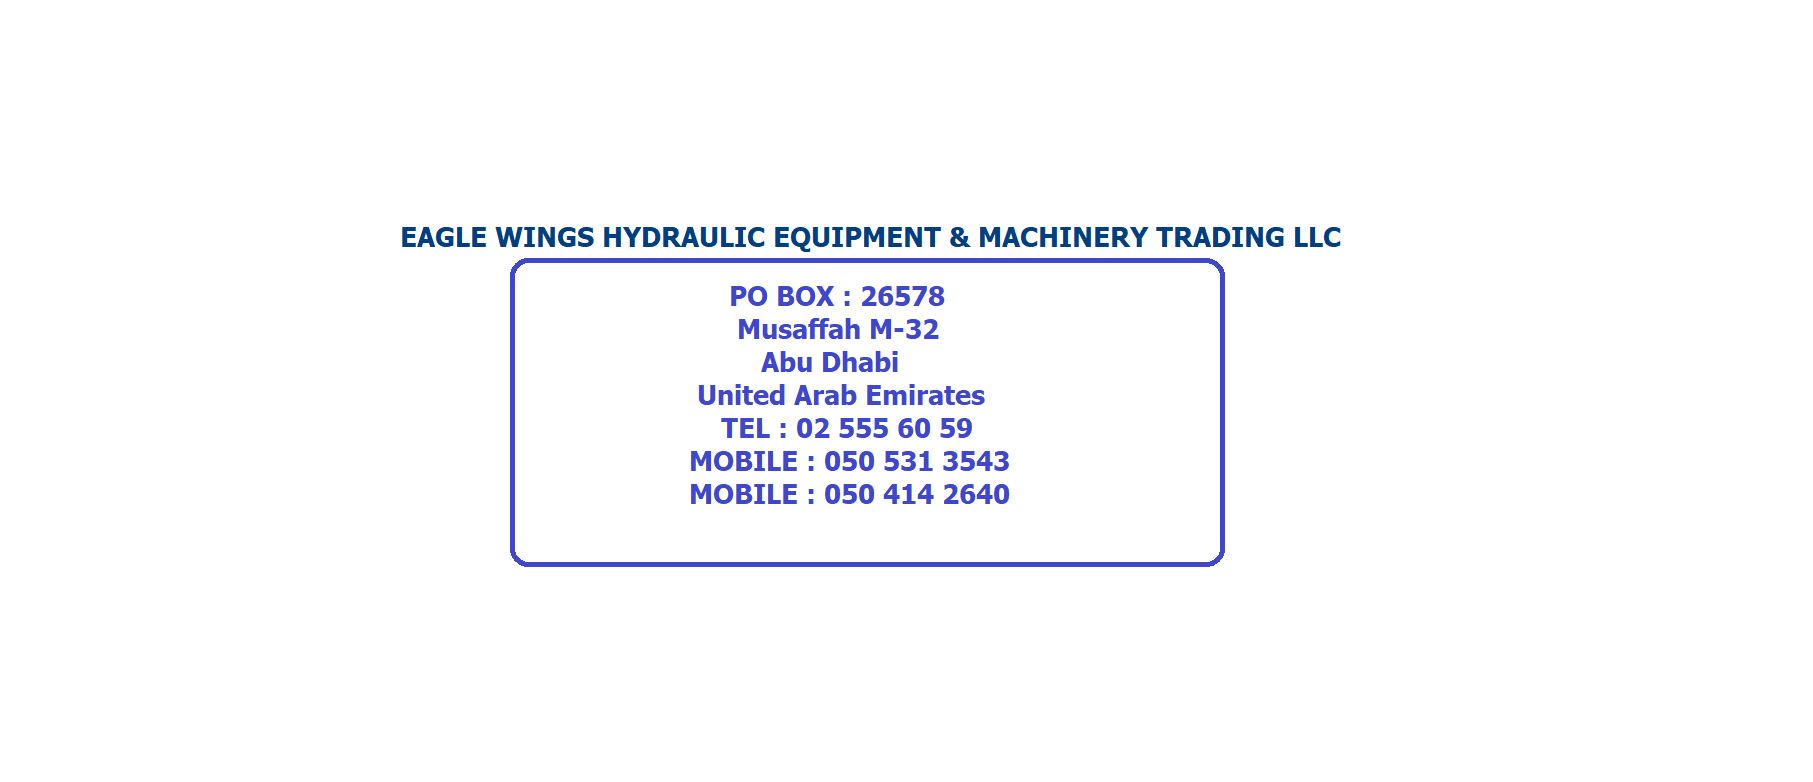 EAGLE WINGS HYDRAULIC EQUIPMENT & MACHINERY TRADING LLC
PO BOX : 26578
Musaffah M-32
Abu Dhabi
United Arab Emirates
TEL : 02 555 60 59
MOBILE : 050 531 3543
MOBILE : 050 414 2640